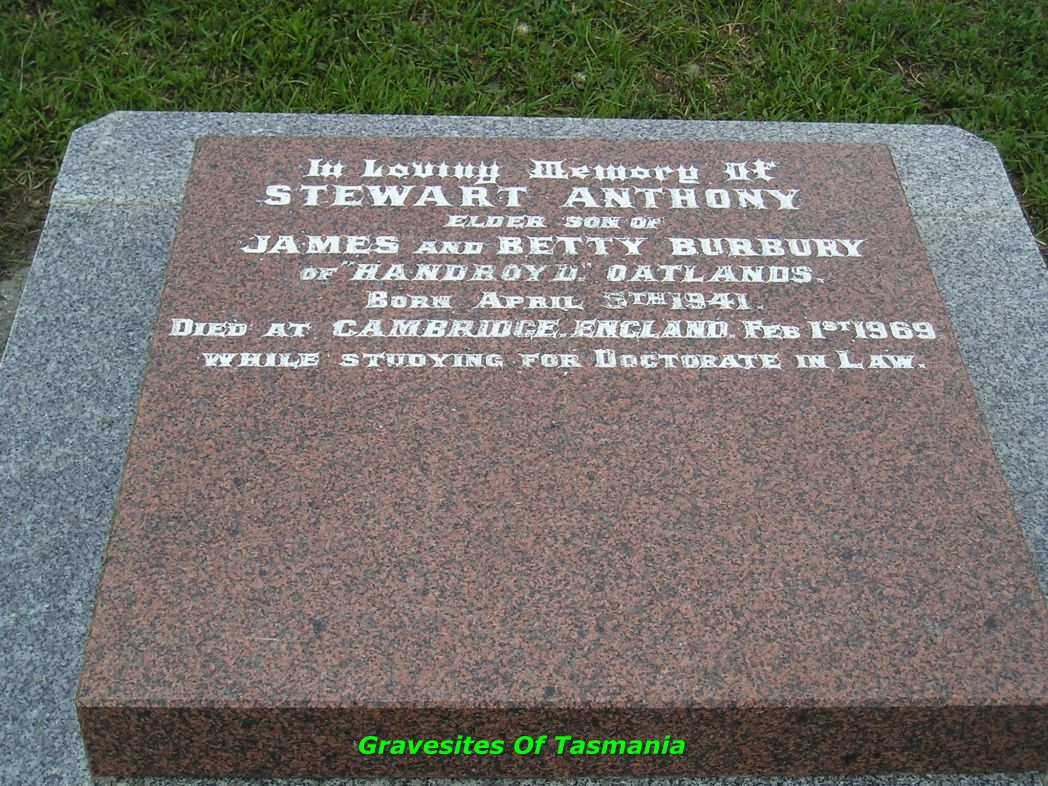 In Loving Memory Of
STEWART ANTHONY
ELDER SON OF
JAMES AND BETTY BURBURY
OF "HANDROYD." OATLANDS.
BORN APRIL 5TH 1941.
DIED AT CAMBRIDGE. ENGLAND. FEB 1ST 1969
WHILE STUDYING FOR DOCTORATE IN LAW.
Gravesites Of Tasmania